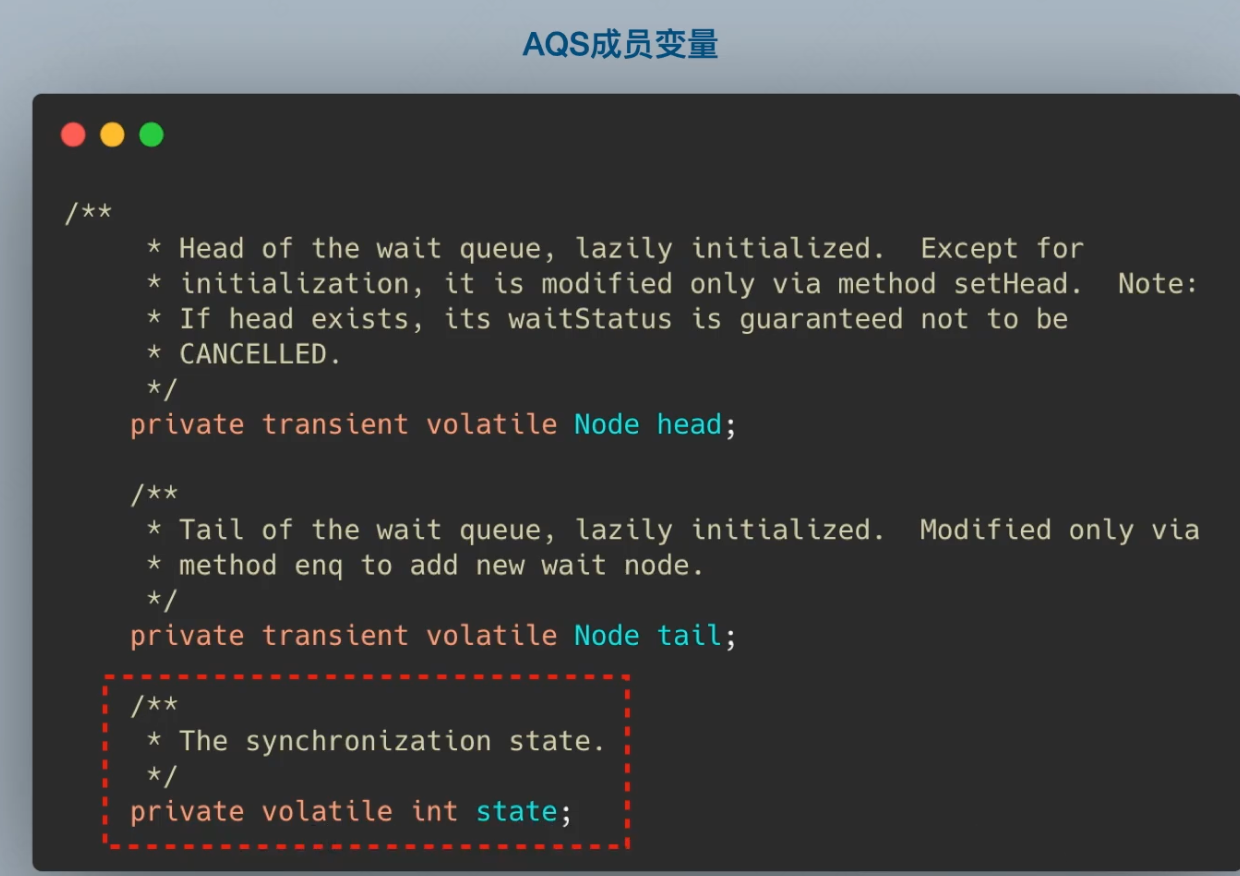 AQS成员变量
/**
* Head of the wait queue, lazily initialized.  Except for
* initialization, it is modified only via method setHead.  Note:
* If head exists, its waitStatus is guaranteed not to be
* CANCELLED.
*/
private transient volatile Node head;
/**
* Tail of the wait queue, lazily initialized.  Modified only via
* method enq to add new wait node.
*/
private transient volatile Node tail;
/**
* The synchronization state.
*/
private volatile int state;